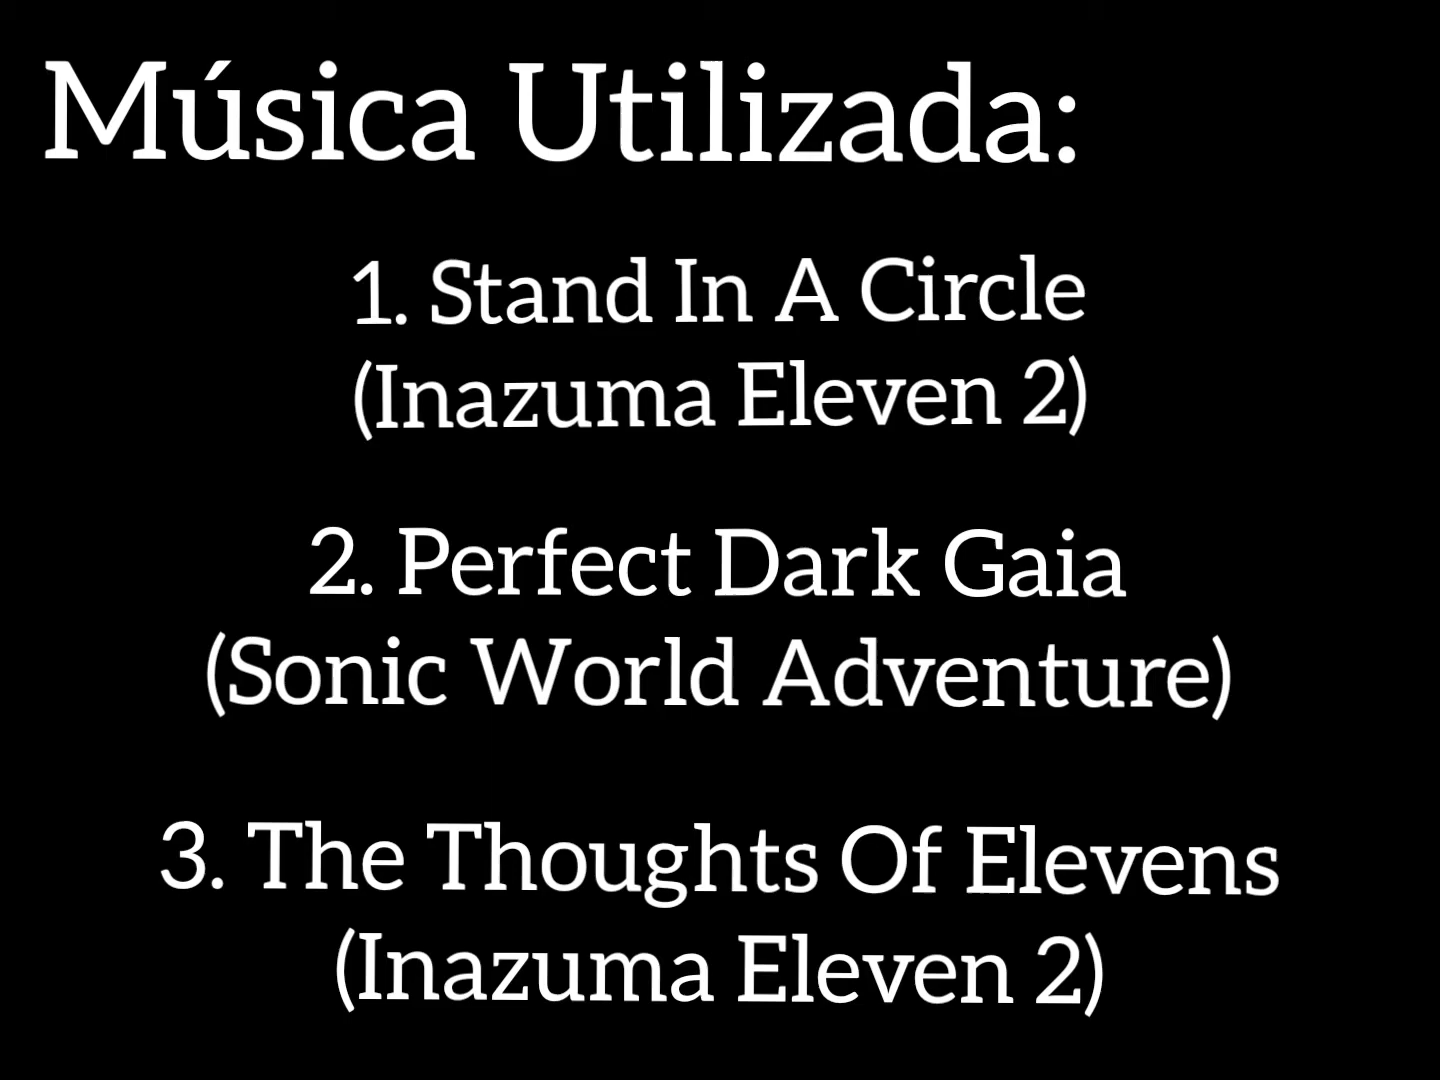 Música Utilizada:
1. Stand In A Circle
(Inazuma Eleven 2)
2. Perfect Dark Gaia
(Sonic World Adventure)
3. The Thoughts Of Elevens
(Inazuma Eleven 2)